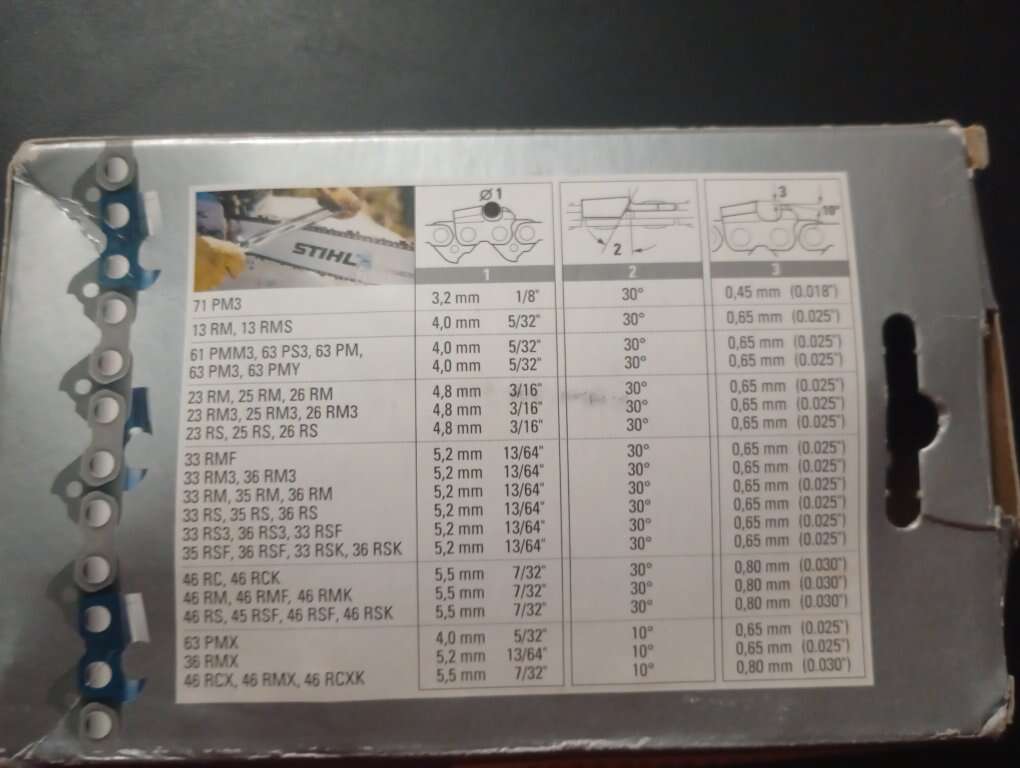 STIHL
Ø 1
2
3
10°
1 2 3
71 PM3 3,2 mm 1/8" 30° 0,45 mm (0.018")
13 RM, 13 RMS 4,0 mm 5/32" 30° 0,65 mm (0.025")
61 PMM3, 63 PS3, 63 PM, 4,0 mm 5/32" 30° 0,65 mm (0.025")
63 PM3, 63 PMY 4,0 mm 5/32" 30° 0,65 mm (0.025")
23 RM, 25 RM, 26 RM 4,8 mm 3/16" 30° 0,65 mm (0.025")
23 RM3, 25 RM3, 26 RM3 4,8 mm 3/16" 30° 0,65 mm (0.025")
23 RS, 25 RS, 26 RS 4,8 mm 3/16" 30° 0,65 mm (0.025")
33 RMF 5,2 mm 13/64" 30° 0,65 mm (0.025")
33 RM3, 36 RM3 5,2 mm 13/64" 30° 0,65 mm (0.025")
33 RM, 35 RM, 36 RM 5,2 mm 13/64" 30° 0,65 mm (0.025")
33 RS, 35 RS, 36 RS 5,2 mm 13/64" 30° 0,65 mm (0.025")
33 RS3, 36 RS3, 33 RSF 5,2 mm 13/64" 30° 0,65 mm (0.025")
35 RSF, 36 RSF, 33 RSK, 36 RSK 5,2 mm 13/64" 30° 0,65 mm (0.025")
46 RC, 46 RCK 5,5 mm 7/32" 30° 0,80 mm (0.030")
46 RM, 46 RMF, 46 RMK 5,5 mm 7/32" 30° 0,80 mm (0.030")
46 RS, 45 RSF, 46 RSF, 46 RSK 5,5 mm 7/32" 30° 0,80 mm (0.030")
63 PMX 4,0 mm 5/32" 10° 0,65 mm (0.025")
36 RMX 5,2 mm 13/64" 10° 0,65 mm (0.025")
46 RCX, 46 RMX, 46 RCXK 5,5 mm 7/32" 10° 0,80 mm (0.030")